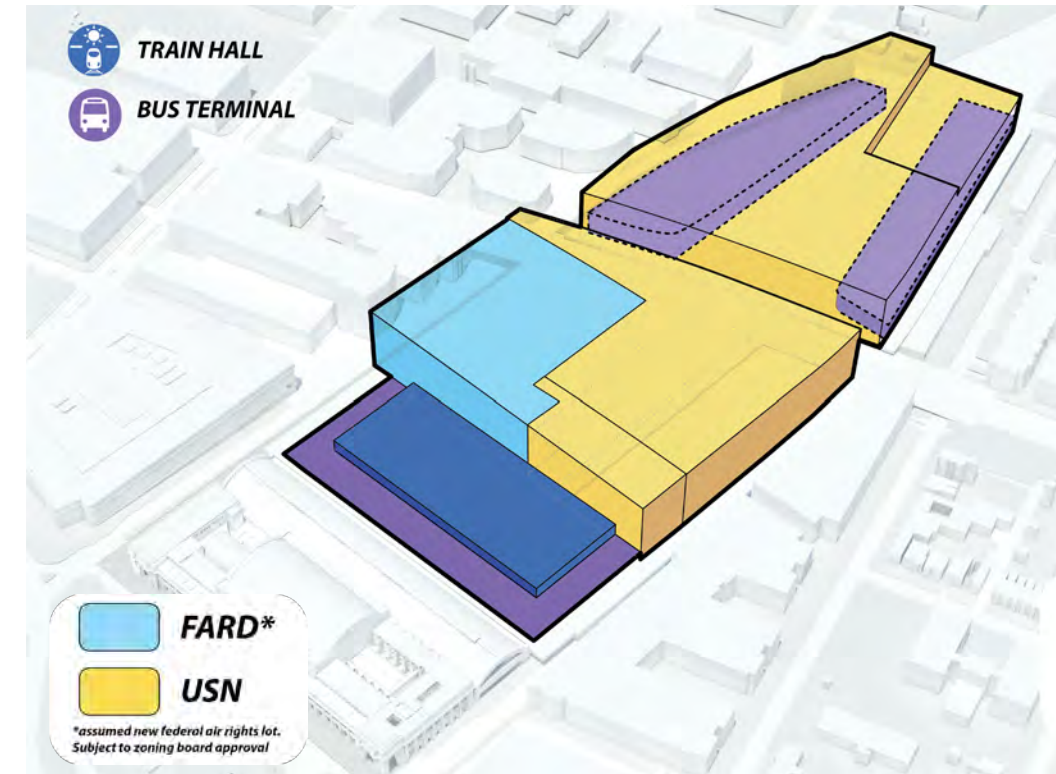 TRAIN HALL
BUS TERMINAL
FARD*
USN
*assumed new federal air rights lot.
Subject to zoning board approval